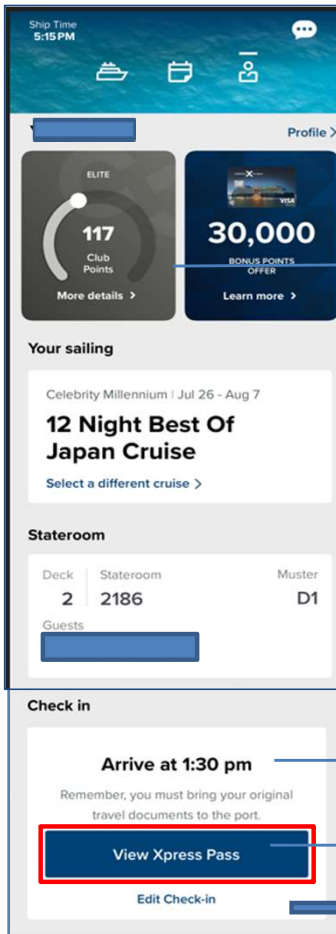 Ship Time
5:15 PM
Profile >
ELITE
117
Club
Points
More details >
VISA
30,000
BONUS POINTS
OFFER
Learn more >
Your sailing
Celebrity Millennium | Jul 26 - Aug 7
12 Night Best Of
Japan Cruise
Select a different cruise >
Stateroom
Deck Stateroom Muster
2 2186 D1
Guests
Check in
Arrive at 1:30 pm
Remember, you must bring your original
travel documents to the port.
View Xpress Pass
Edit Check-in